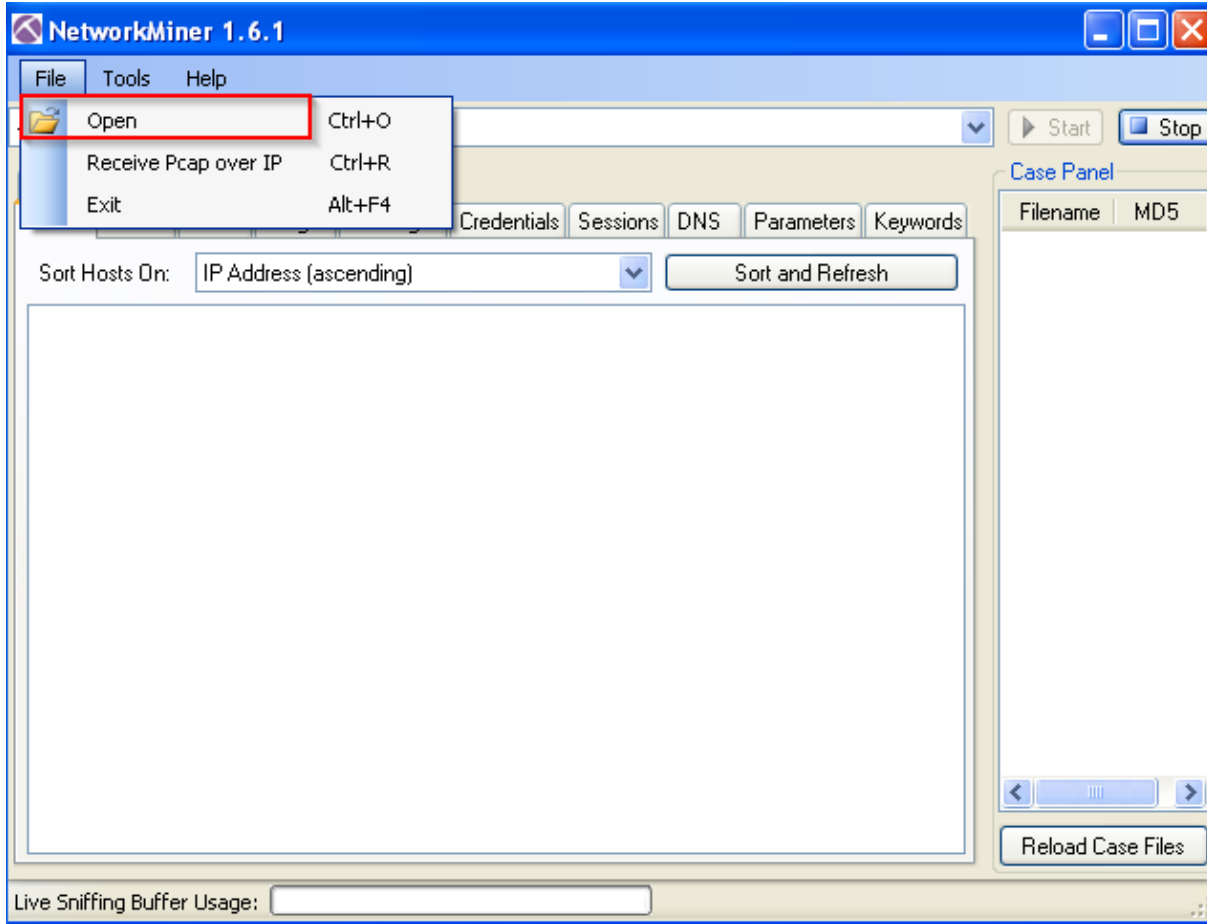 NetworkMiner 1.6.1
File Tools Help
Open Ctrl+O
Receive Pcap over IP Ctrl+R
Exit Alt+F4
Start Stop
Case Panel
Filename MD5
Credentials Sessions DNS Parameters Keywords
Sort Hosts On: IP Address (ascending) Sort and Refresh
Reload Case Files
Live Sniffing Buffer Usage: